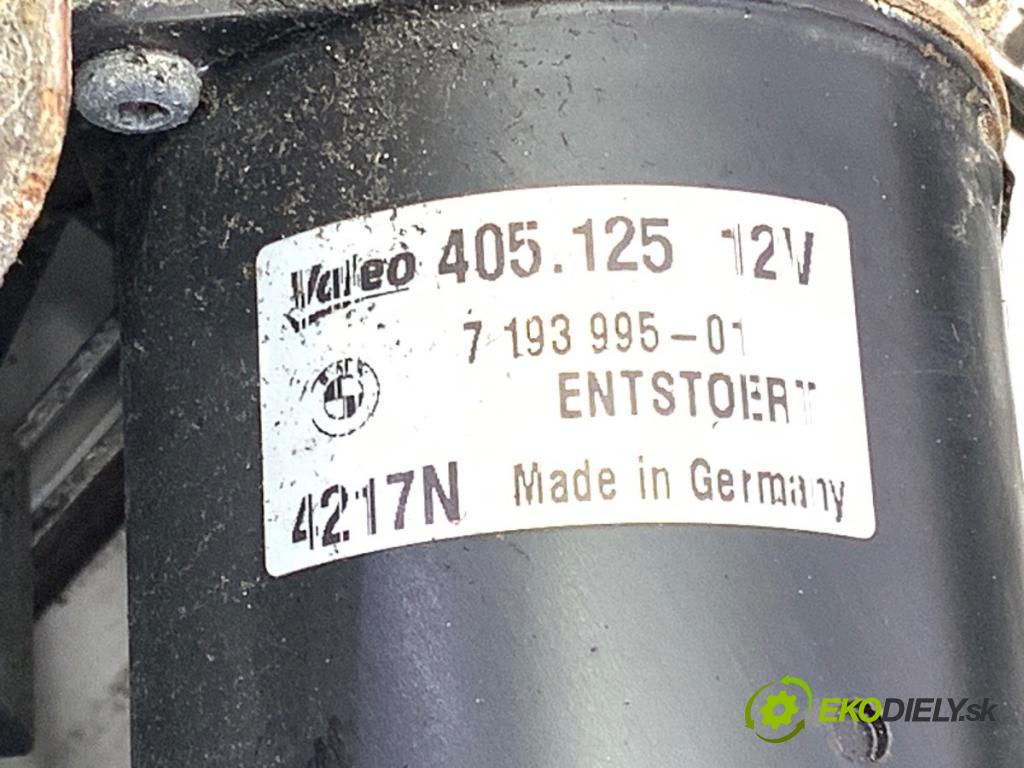 Valeo 405.125 12V
7 193 995-01
ENTSTOERT
4217N Made in Germany
EKODIELY.sk